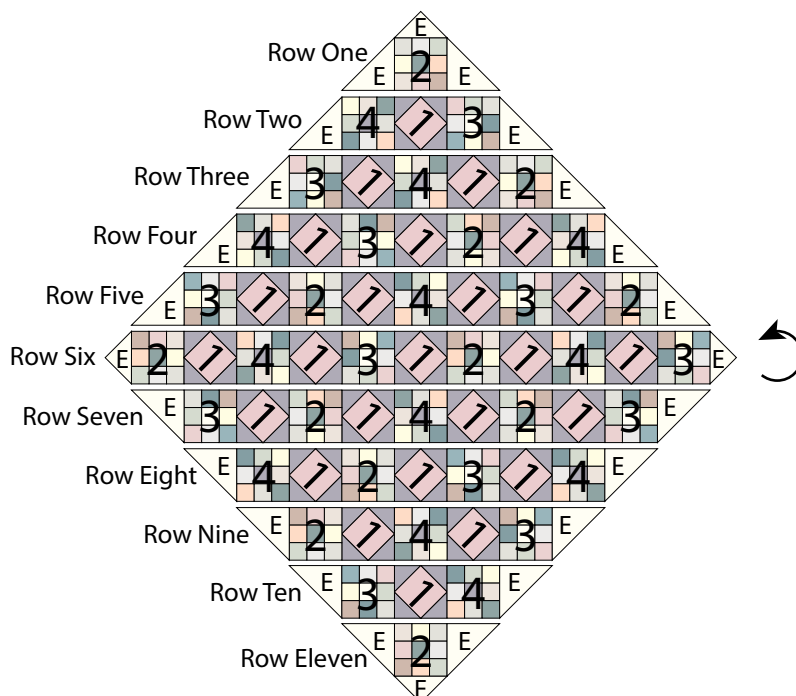 E
Row One
E 2 E
Row Two E 4 1 3 E
Row Three E 3 1 4 1 2 E
Row Four E 4 1 3 1 2 1 4 E
Row Five E 3 1 2 1 4 1 3 1 2 E
Row Six E 2 1 4 1 3 1 2 1 4 1 3 E
Row Seven E 3 1 2 1 4 1 2 1 3 E
Row Eight E 4 1 2 1 3 1 4 E
Row Nine E 2 1 4 1 3 E
Row Ten E 3 1 4 E
Row Eleven E 2 E
E